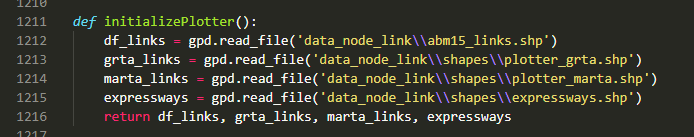 1210
1211 def initializePlotter():
1212     df_links = gpd.read_file('data_node_link\\abm15_links.shp')
1213     grta_links = gpd.read_file('data_node_link\\shapes\\plotter_grta.shp')
1214     marta_links = gpd.read_file('data_node_link\\shapes\\plotter_marta.shp')
1215     expressways = gpd.read_file('data_node_link\\shapes\\expressways.shp')
1216     return df_links, grta_links, marta_links, expressways
1217